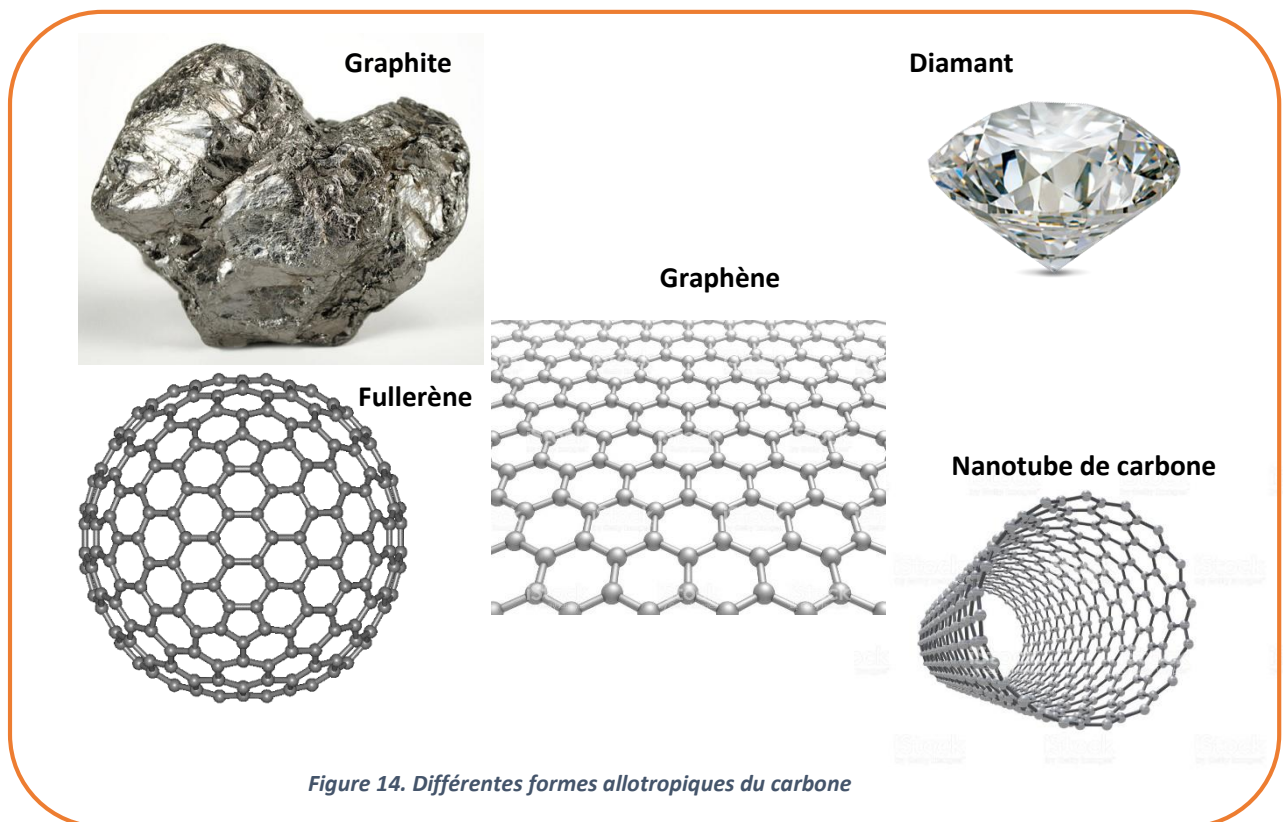 Graphite
Diamant
Graphène
Fullerène
Nanotube de carbone
Figure 14. Différentes formes allotropiques du carbone